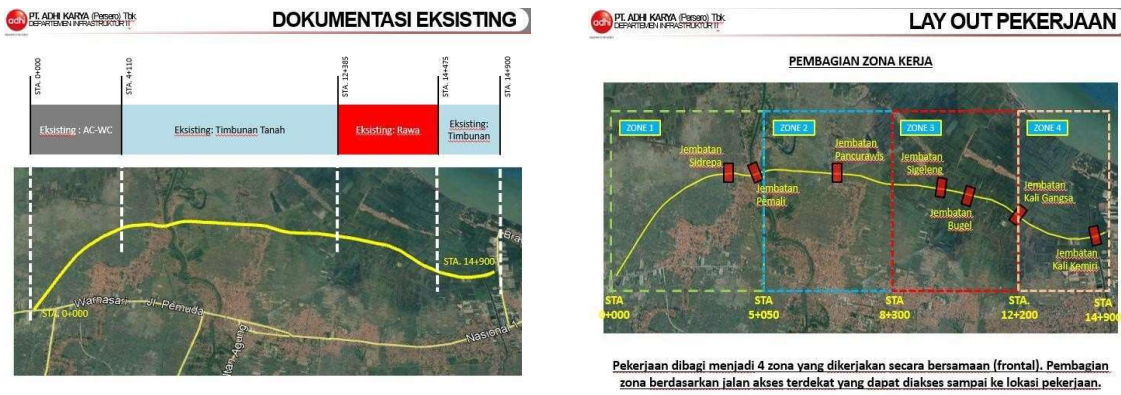 adhi
PT. ADHI KARYA (Persero) Tbk
DEPARTEMEN INFRASTRUKTUR II
DOKUMENTASI EKSISTING
STA. 0+000
STA. 4+110
STA. 12+385
STA. 14+475
STA. 14+900
Eksisting : AC-WC
Eksisting: Timbunan Tanah
Eksisting: Rawa
Eksisting:
Timbunan
STA. 14+900
STA. 0+000
Warnasari
Jl Pemuda
Nasional 1
adhi
PT. ADHI KARYA (Persero) Tbk
DEPARTEMEN INFRASTRUKTUR II
LAY OUT PEKERJAAN
PEMBAGIAN ZONA KERJA
ZONE 1
ZONE 2
ZONE 3
ZONE 4
Jembatan
Sidrepa
Jembatan
Pemali
Jembatan
Pancurawis
Jembatan
Sigeleng
Jembatan
Bugel
Jembatan
Kali Gangsa
Jembatan
Kali Kemiri
STA
0+000
STA
5+050
STA
8+300
STA.
12+200
STA
14+900
Pekerjaan dibagi menjadi 4 zona yang dikerjakan secara bersamaan (frontal). Pembagian
zona berdasarkan jalan akses terdekat yang dapat diakses sampai ke lokasi pekerjaan.